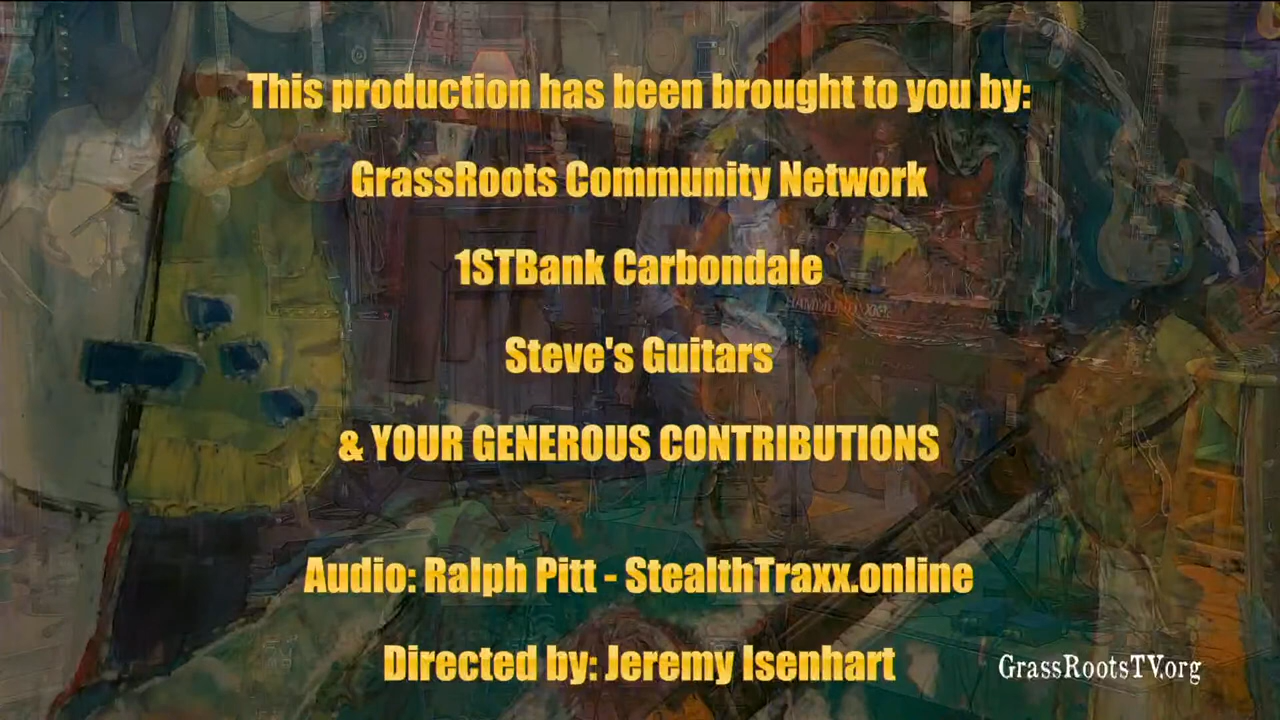 This production has been brought to you by:
GrassRoots Community Network
1STBank Carbondale
Steve's Guitars
& YOUR GENEROUS CONTRIBUTIONS
Audio: Ralph Pitt - StealthTraxx.online
Directed by: Jeremy Isenhart
GrassRootsTV.org